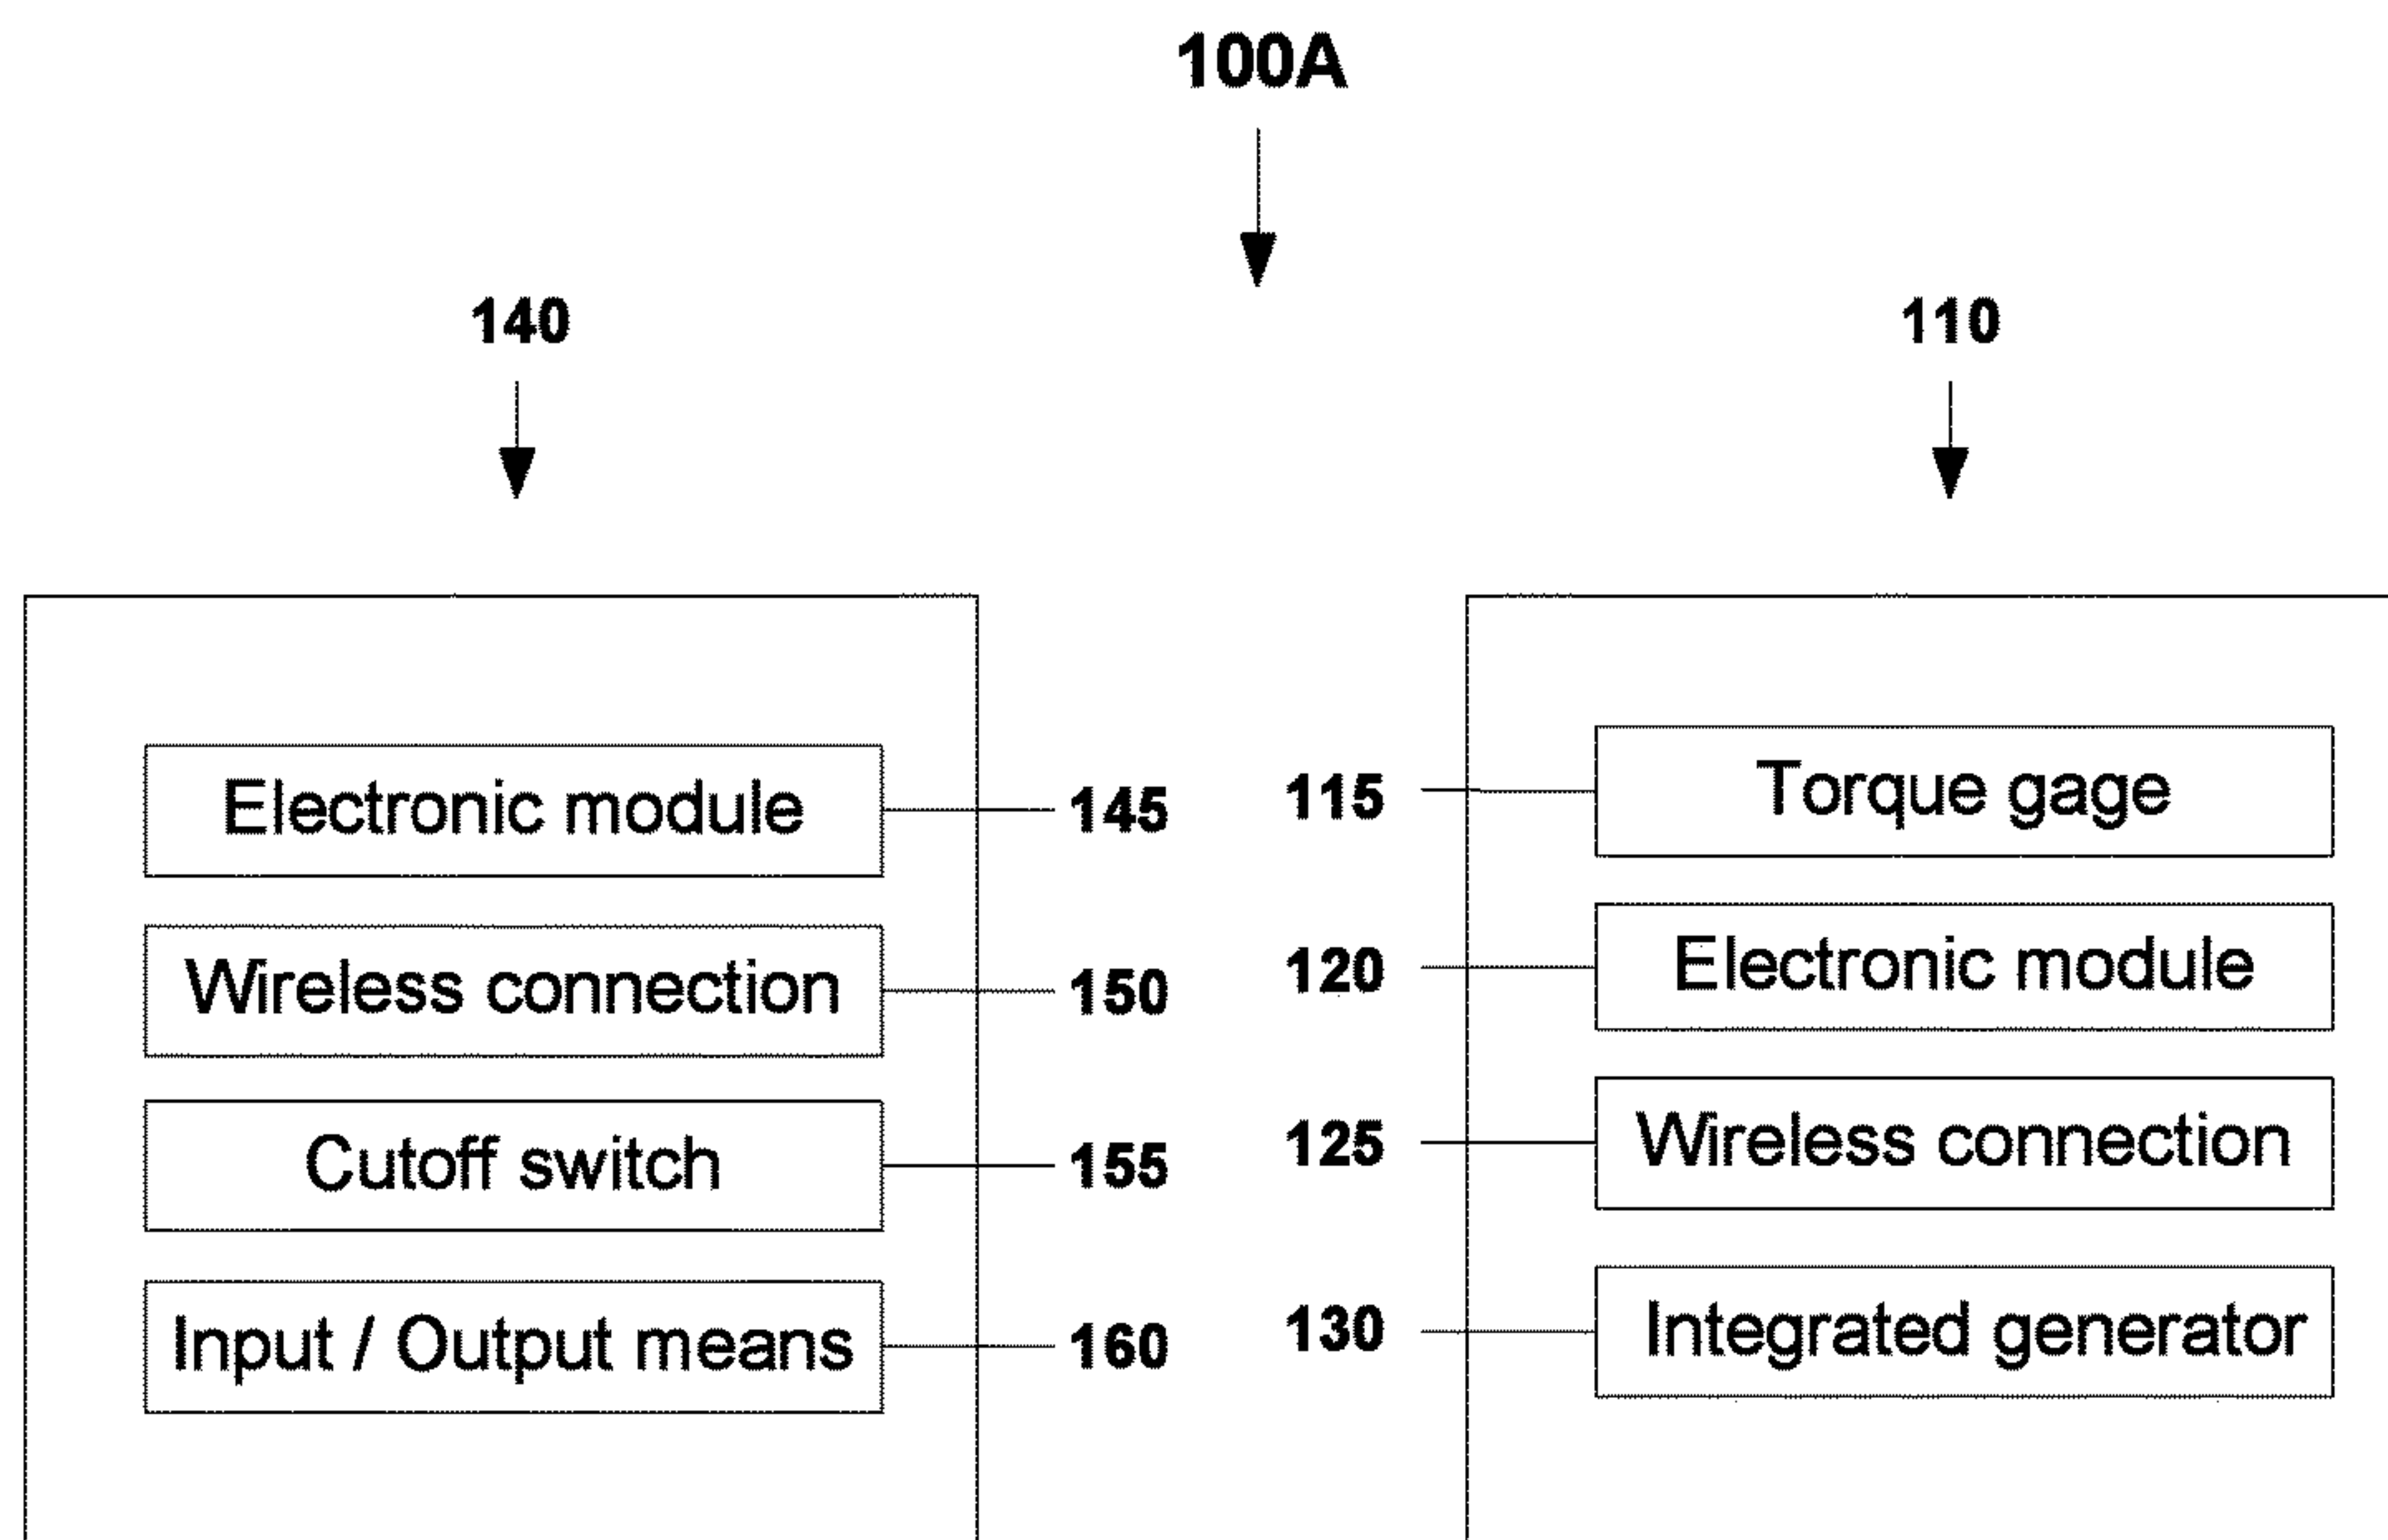 100A
140
110
Electronic module
145
Wireless connection
150
Cutoff switch
155
Input / Output means
160
115
Torque gage
120
Electronic module
125
Wireless connection
130
Integrated generator